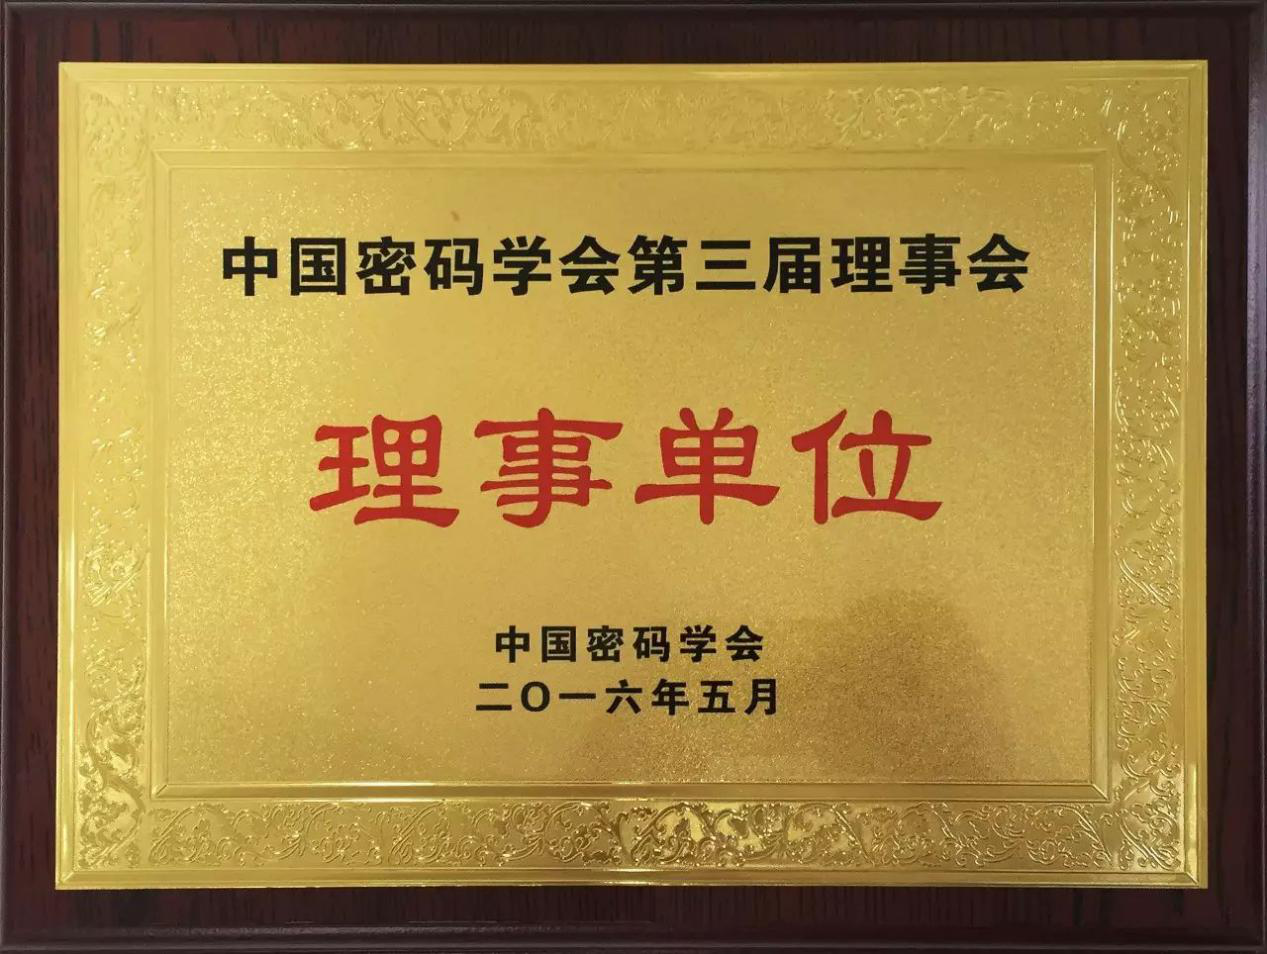 中国密码学会第三届理事会
理事单位
中国密码学会
二〇一六年五月